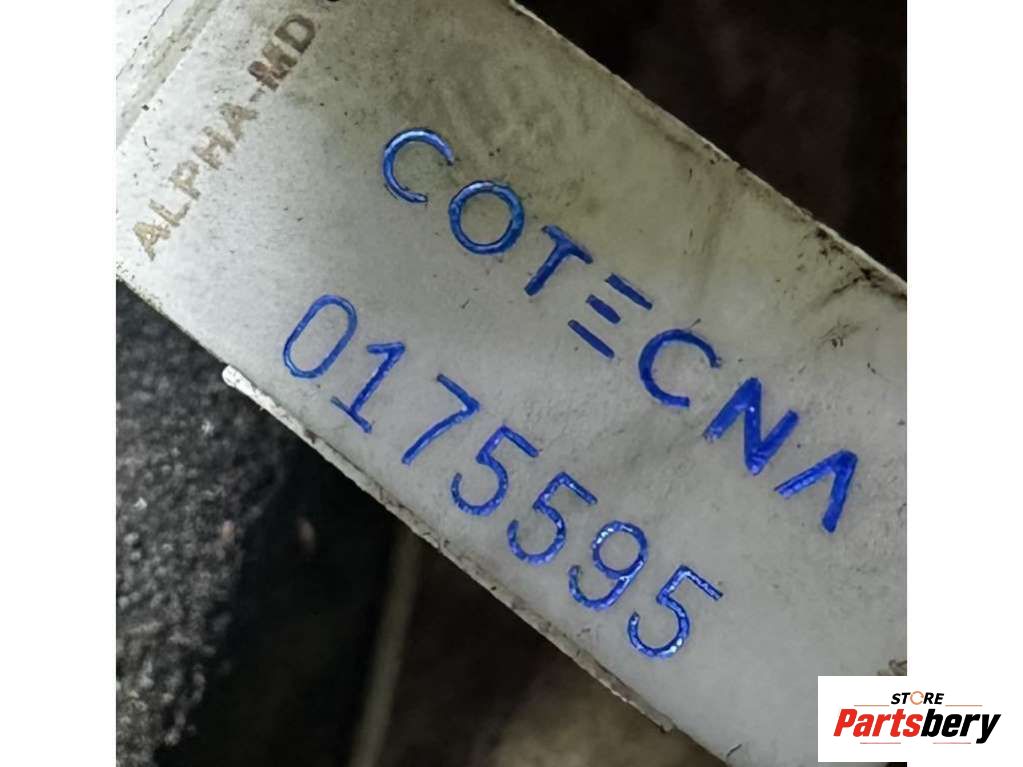 ALPHA-MD
COTECNA
0175595
STORE
Partsbery